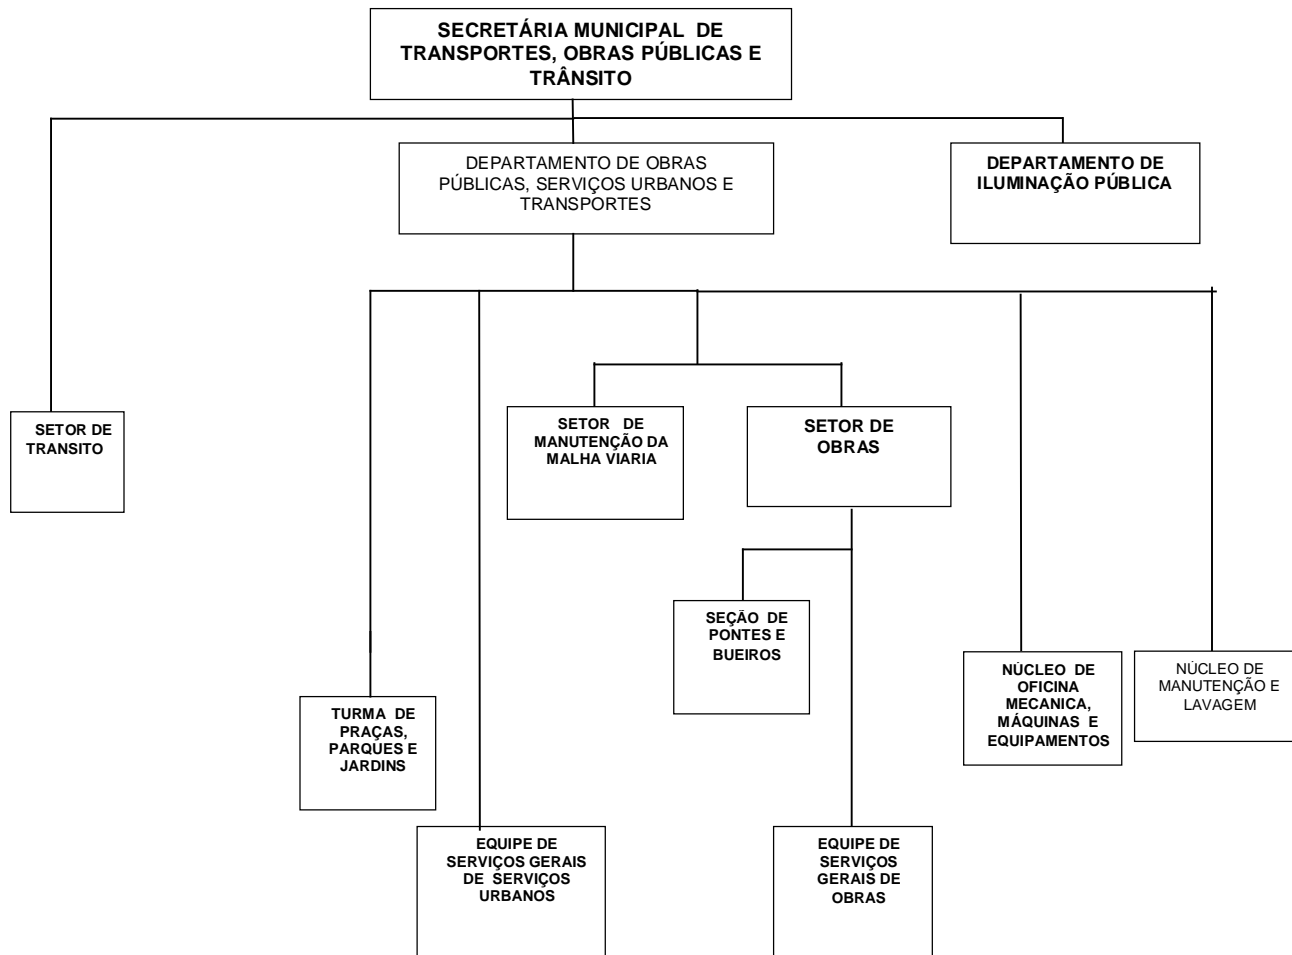 SECRETÁRIA MUNICIPAL DE
TRANSPORTES, OBRAS PÚBLICAS E
TRÂNSITO
DEPARTAMENTO DE OBRAS
PÚBLICAS, SERVIÇOS URBANOS E
TRANSPORTES
DEPARTAMENTO DE
ILUMINAÇÃO PÚBLICA
SETOR DE
TRANSITO
SETOR DE
MANUTENÇÃO DA
MALHA VIARIA
SETOR DE
OBRAS
SEÇÃO DE
PONTES E
BUEIROS
NÚCLEO DE
OFICINA
MECANICA,
MÁQUINAS E
EQUIPAMENTOS
NÚCLEO DE
MANUTENÇÃO E
LAVAGEM
TURMA DE
PRAÇAS,
PARQUES E
JARDINS
EQUIPE DE
SERVIÇOS GERAIS
DE SERVIÇOS
URBANOS
EQUIPE DE
SERVIÇOS
GERAIS DE
OBRAS